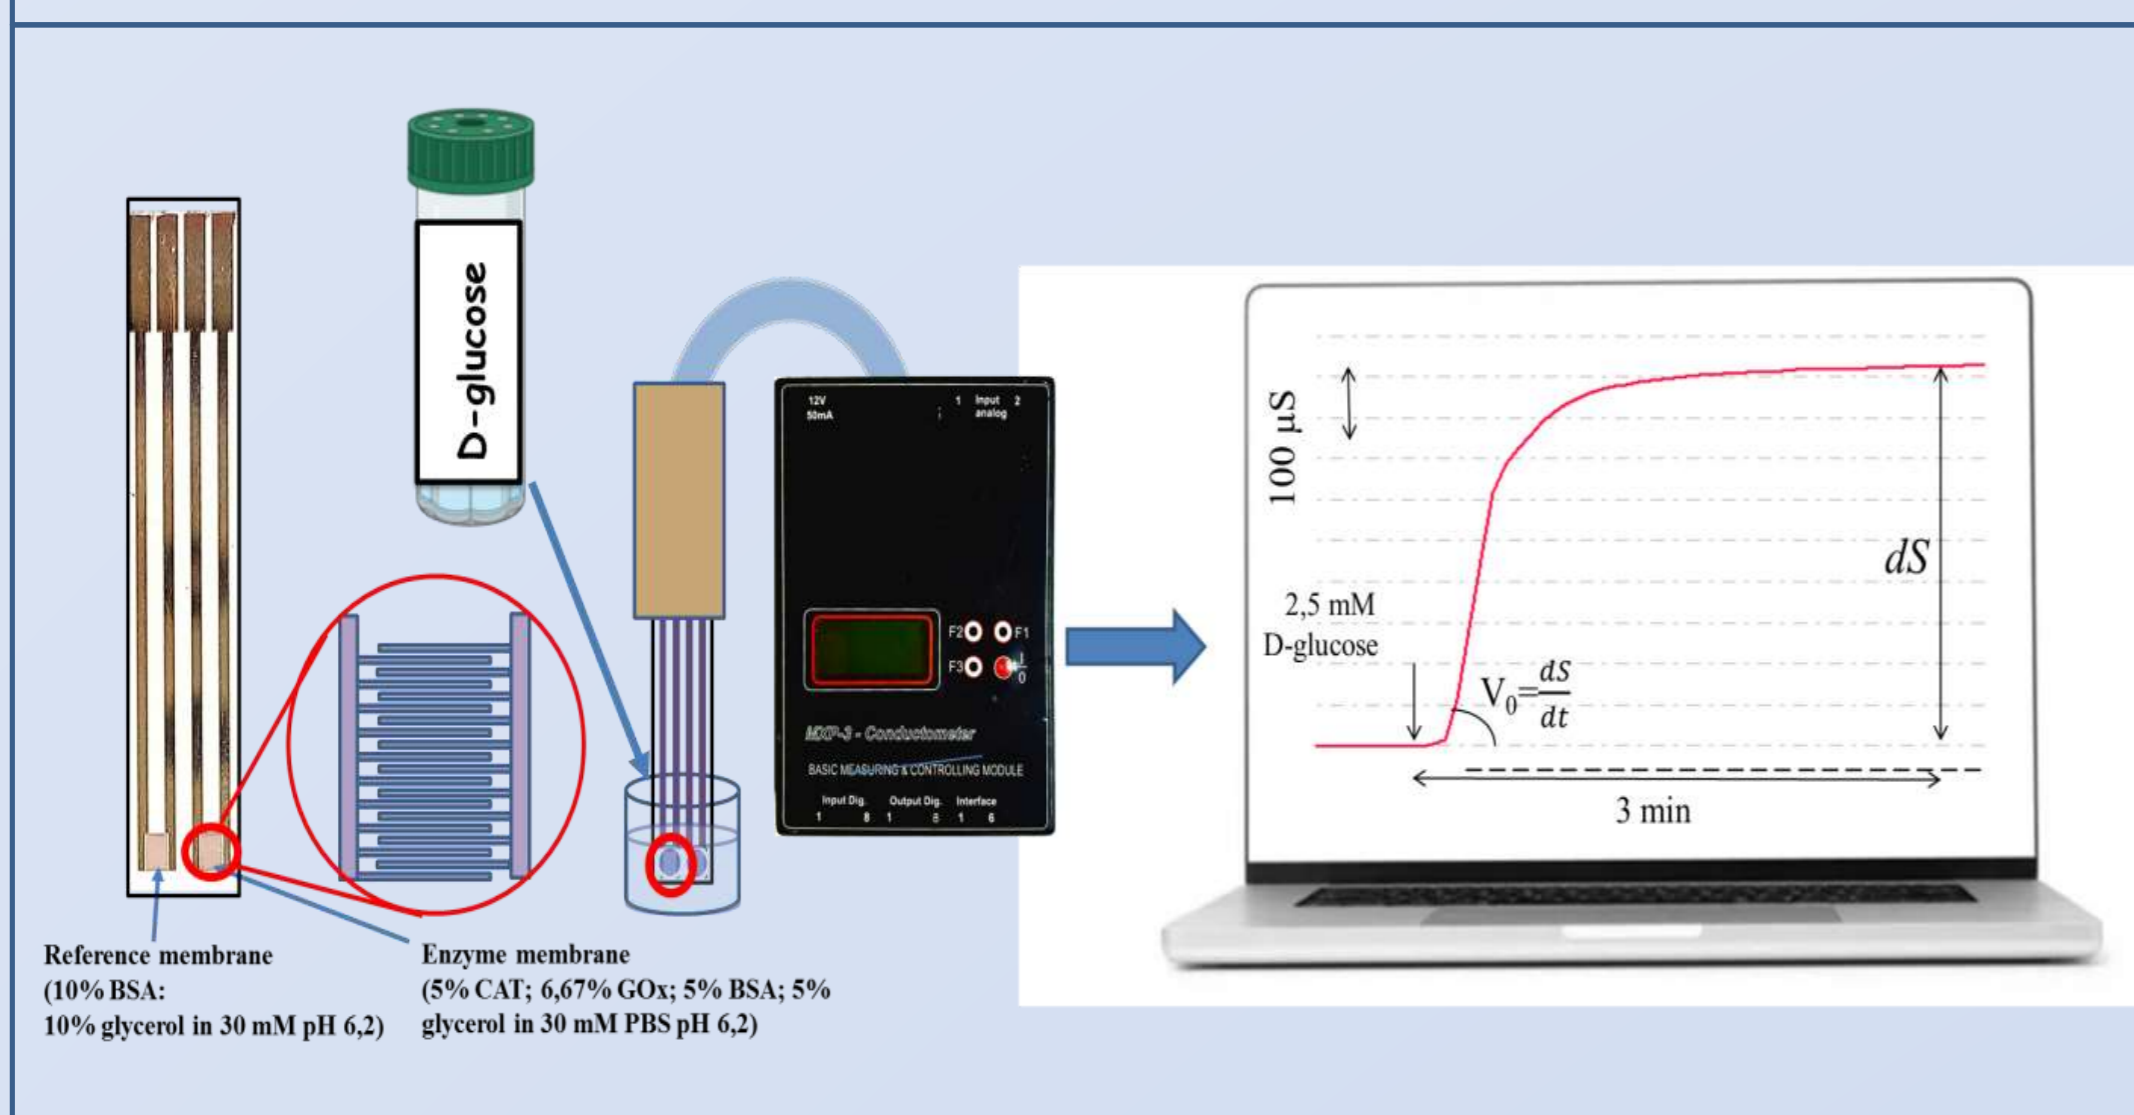 D-glucose
Reference membrane
(10% BSA:
10% glycerol in 30 mM pH 6,2)
Enzyme membrane
(5% CAT; 6,67% GOx; 5% BSA; 5%
glycerol in 30 mM PBS pH 6,2)
12V
50mA
1 Input 2
analog
F2 F1
F3 I
0
MXP-3 - Conductometer
BASIC MEASURING & CONTROLLING MODULE
Input Dig. Output Dig. Interface
1 8 1 8 1 6
100 µS
2,5 mM
D-glucose
V₀=dS/dt
dS
3 min